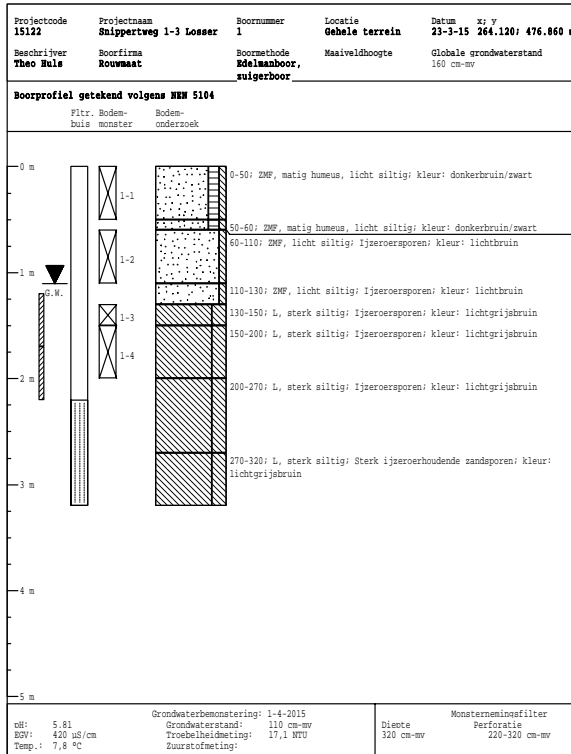 Projectcode Projectnaam Boornummer Locatie Datum x; y
15122 Snippertweg 1-3 Losser 1 Gehele terrein 23-3-15 264.120; 476.860
Beschrijver Boorfirma Boormethode Maaiveldhoogte Globale grondwaterstand
Theo Huls Rouwmaat Edelmanboor, 160 cm-mv
zuigerboor
Boorprofiel getekend volgens NEN 5104
Fltr. Bodem- Bodem-
buis monster onderzoek
0 m
0-50; ZMF, matig humeus, licht siltig; kleur: donkerbruin/zwart
1-1
50-60; ZMF, matig humeus, licht siltig; kleur: donkerbruin/zwart
60-110; ZMF, licht siltig; Ijzeroersporen; kleur: lichtbruin
1-2
1 m
G.W.
110-130; ZMF, licht siltig; Ijzeroersporen; kleur: lichtbruin
1-3
130-150; L, sterk siltig; Ijzeroersporen; kleur: lichtgrijsbruin
150-200; L, sterk siltig; Ijzeroersporen; kleur: lichtgrijsbruin
1-4
2 m
200-270; L, sterk siltig; Ijzeroersporen; kleur: lichtgrijsbruin
270-320; L, sterk siltig; Sterk ijzeroerhoudende zandsporen; kleur:
lichtgrijsbruin
3 m
4 m
5 m
Grondwaterbemonstering: 1-4-2015 Monsternemingsfilter
pH: 5.81 Grondwaterstand: 110 cm-mv Diepte Perforatie
EGV: 420 µS/cm Troebelheidmeting: 17,1 NTU 320 cm-mv 220-320 cm-mv
Temp.: 7,8 °C Zuurstofmeting: